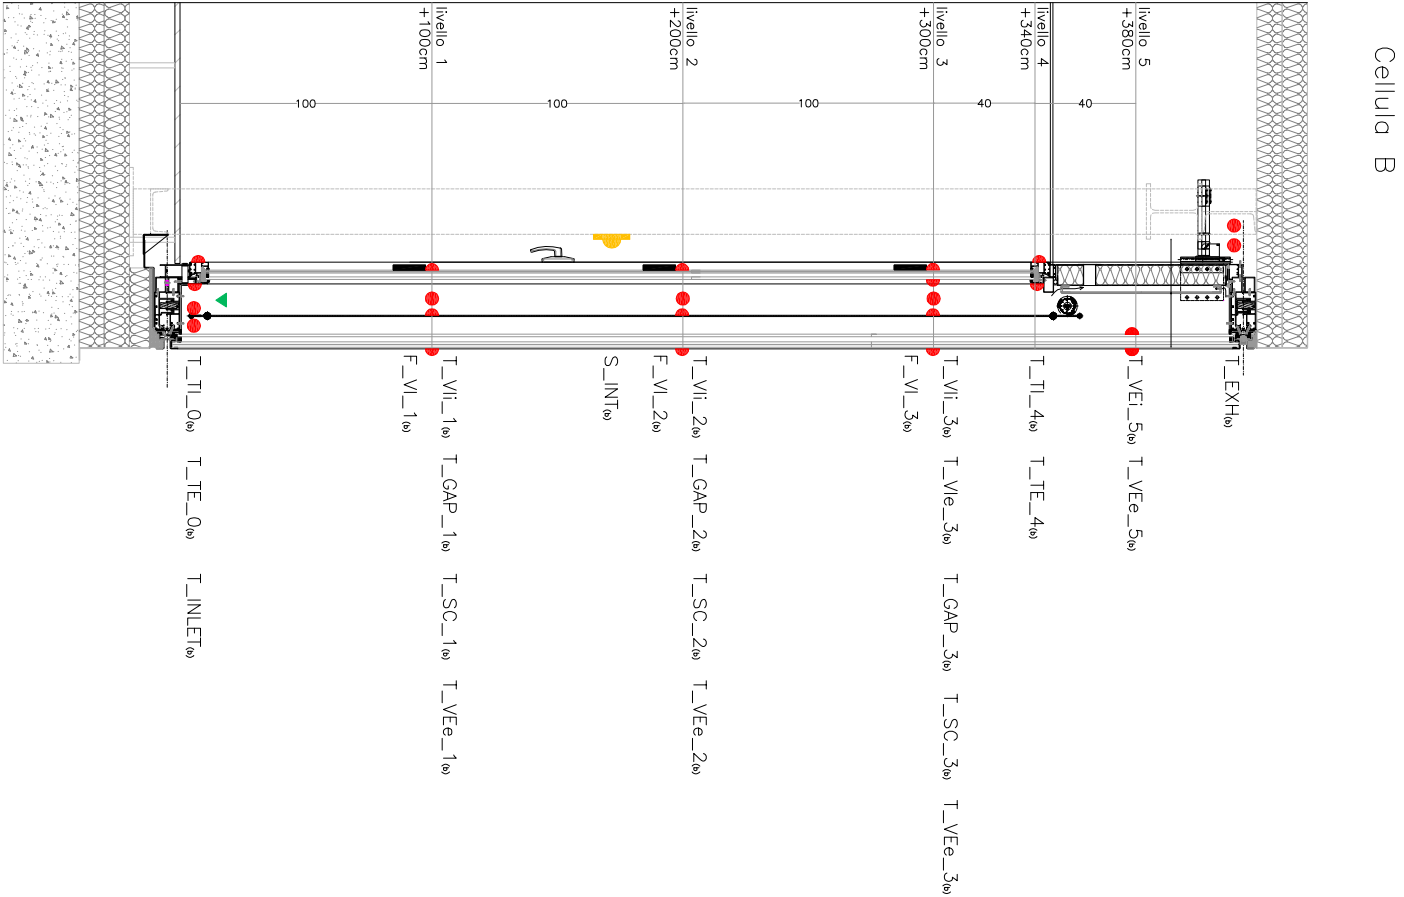 Cellula B
livello 5
+380cm
livello 4
+340cm
livello 3
+300cm
livello 2
+200cm
livello 1
+100cm
40
40
100
100
100
T_EXH(b)
T_VEi_5(b) T_VEe_5(b)
T_TI_4(b) T_TE_4(b)
T_VIi_3(b) T_VIe_3(b) T_GAP_3(b) T_SC_3(b) T_VEe_3(b)
F_VI_3(b)
T_VIi_2(b) T_GAP_2(b) T_SC_2(b) T_VEe_2(b)
F_VI_2(b)
S_INT(b)
T_VIi_1(b) T_GAP_1(b) T_SC_1(b) T_VEe_1(b)
F_VI_1(b)
T_TI_0(b) T_TE_0(b) T_INLET(b)